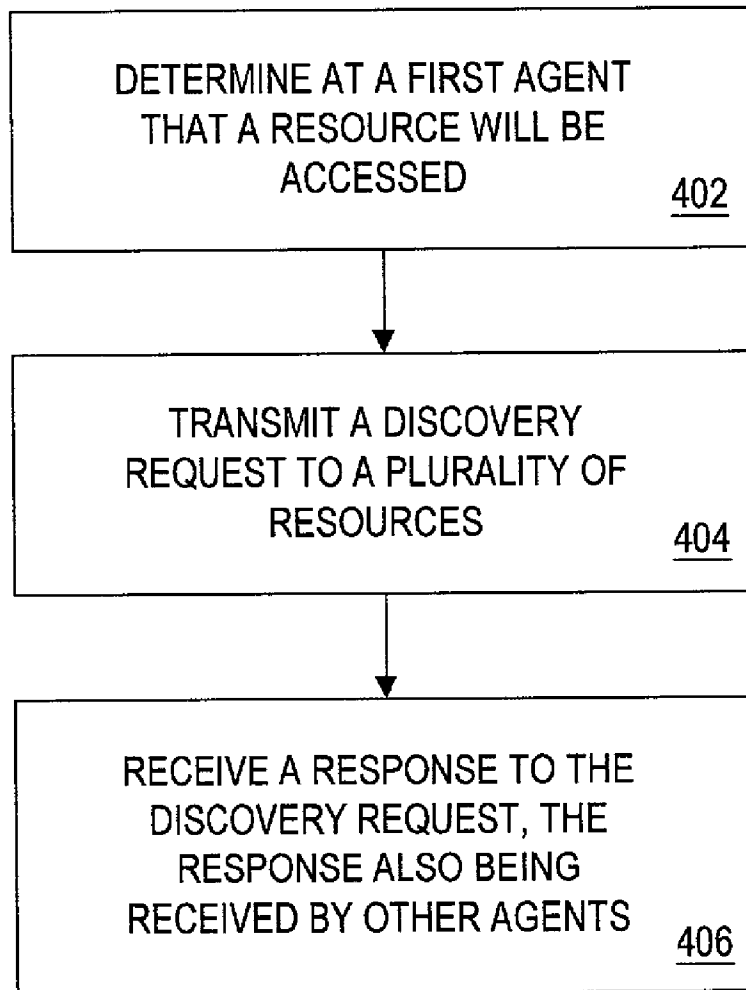 DETERMINE AT A FIRST AGENT
THAT A RESOURCE WILL BE
ACCESSED
402
TRANSMIT A DISCOVERY
REQUEST TO A PLURALITY OF
RESOURCES
404
RECEIVE A RESPONSE TO THE
DISCOVERY REQUEST, THE
RESPONSE ALSO BEING
RECEIVED BY OTHER AGENTS
406